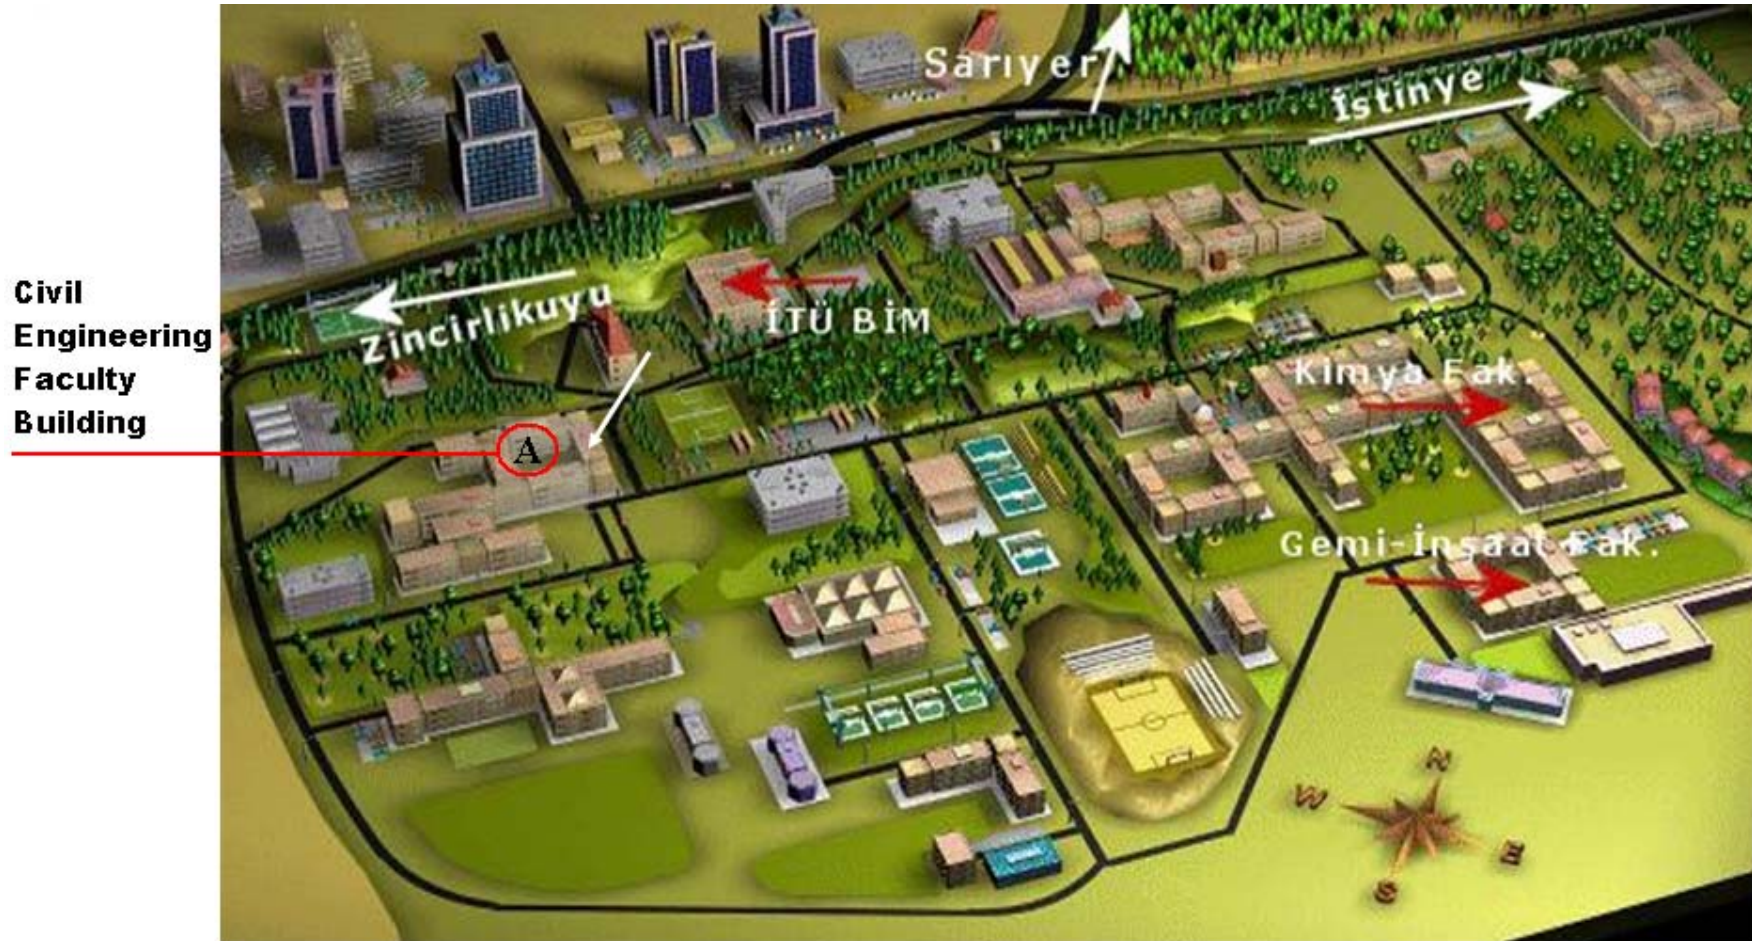 Sarıyer
İstinye
Zincirlikuyu
İTÜ BİM
Civil
Engineering
Faculty
Building
A
Kimya Fak.
Gemi-İnşaat Fak.
N
W
E
S